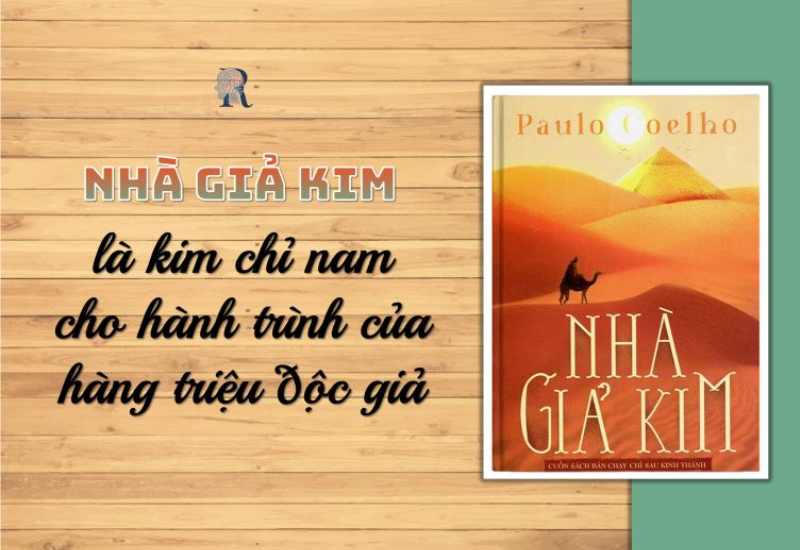 R
NHÀ GIẢ KIM
là kim chỉ nam
cho hành trình của
hàng triệu độc giả
Paulo Coelho
NHÀ
GIẢ KIM
CUỐN SÁCH BÁN CHẠY CHỈ SAU KINH THÁNH